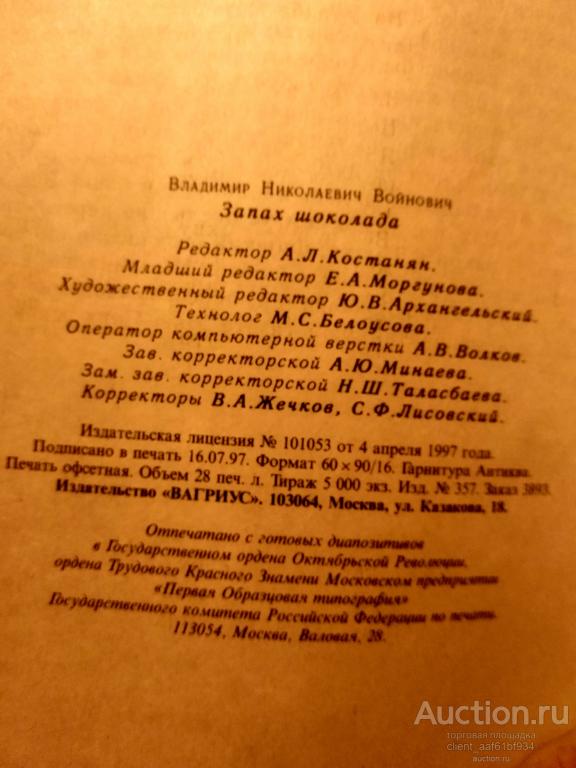 Владимир Николаевич Войнович
Запах шоколада
Редактор А.Л.Костанян.
Младший редактор Е.А.Моргунова.
Художественный редактор Ю.В.Архангельский.
Технолог М.С.Белоусова.
Оператор компьютерной верстки А.В.Волков.
Зав. корректорской А.Ю.Минаева.
Зам. зав. корректорской Н.Ш.Таласбаева.
Корректоры В.А.Жечков, С.Ф.Лисовский.
Издательская лицензия № 101053 от 4 апреля 1997 года.
Подписано в печать 16.07.97. Формат 60 × 90/16. Гарнитура Антиква.
Печать офсетная. Объем 28 печ. л. Тираж 5 000 экз. Изд. № 357. Заказ 3893.
Издательство «ВАГРИУС». 103064, Москва, ул. Казакова, 18.
Отпечатано с готовых диапозитивов
в Государственном ордена Октябрьской Революции,
ордена Трудового Красного Знамени Московском предприятии
«Первая Образцовая типография»
Государственного комитета Российской Федерации по печати.
113054, Москва, Валовая, 28.
Auction.ru
торговая площадка
client_aaf61bf934
auction.ru